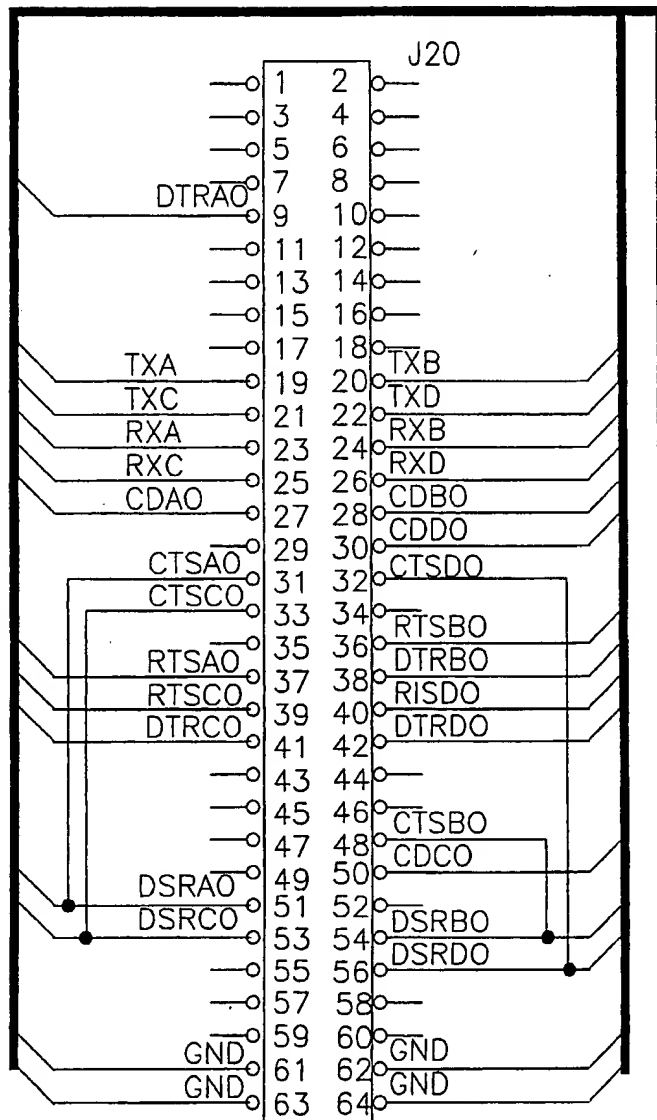 J20
1 2
3 4
5 6
7 8
DTRAO 9 10
11 12
13 14
15 16
17 18
TXA 19 20 TXB
TXC 21 22 TXD
RXA 23 24 RXB
RXC 25 26 RXD
CDAO 27 28 CDBO
29 30 CDDO
CTSAO 31 32 CTSDO
CTSCO 33 34
35 36 RTSBO
RTSAO 37 38 DTRBO
RTSCO 39 40 RISDO
DTRCO 41 42 DTRDO
43 44
45 46
47 48 CTSBO
49 50 CDCO
DSRAO 51 52
DSRCO 53 54 DSRBO
55 56 DSRDO
57 58
59 60
GND 61 62 GND
GND 63 64 GND